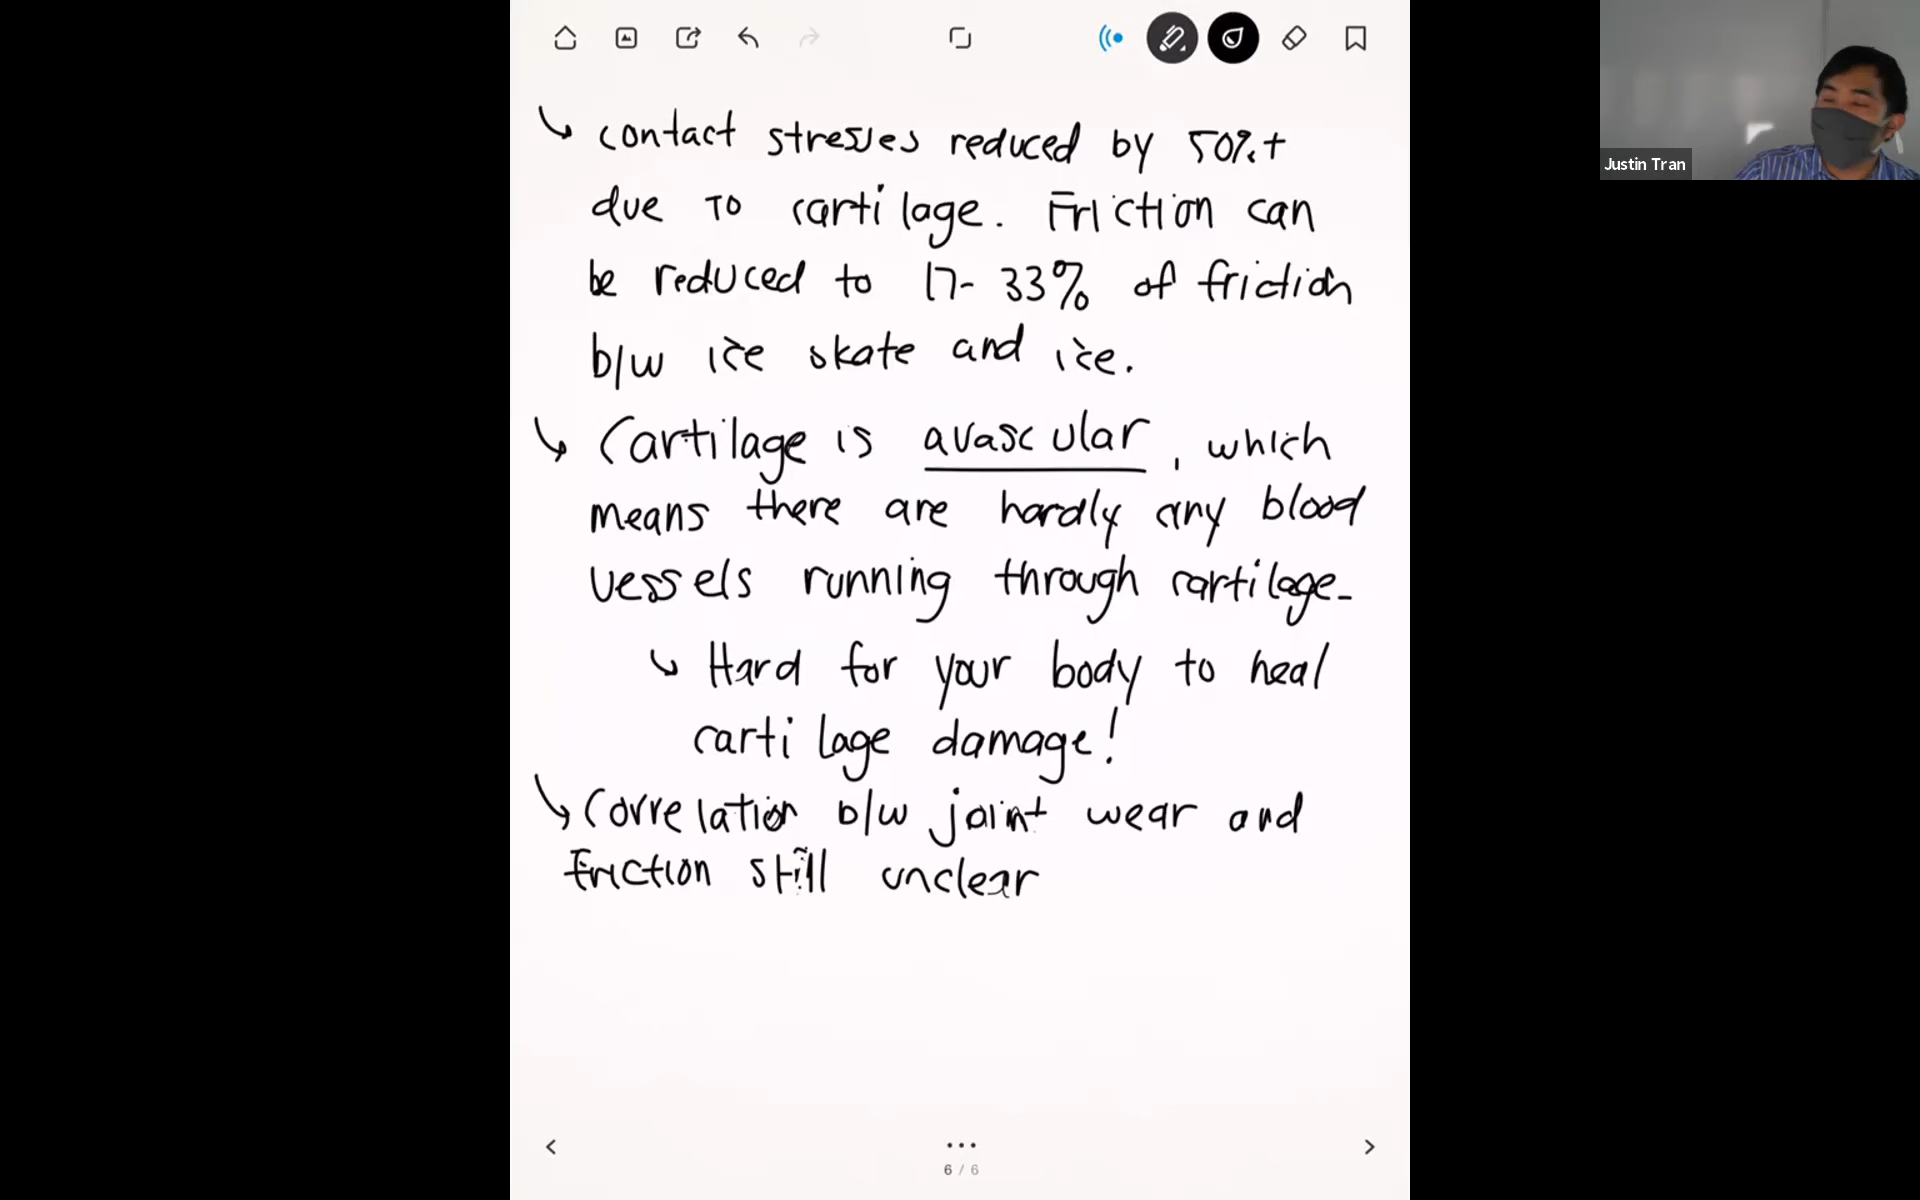 ↳ contact stresses reduced by 50%+
due to cartilage. Friction can
be reduced to 17-33% of friction
b/w ice skate and ice.
↳ Cartilage is avascular, which
means there are hardly any blood
vessels running through cartilage.
↳ Hard for your body to heal
cartilage damage!
↳ Correlation b/w joint wear and
friction still unclear
6 / 6
Justin Tran